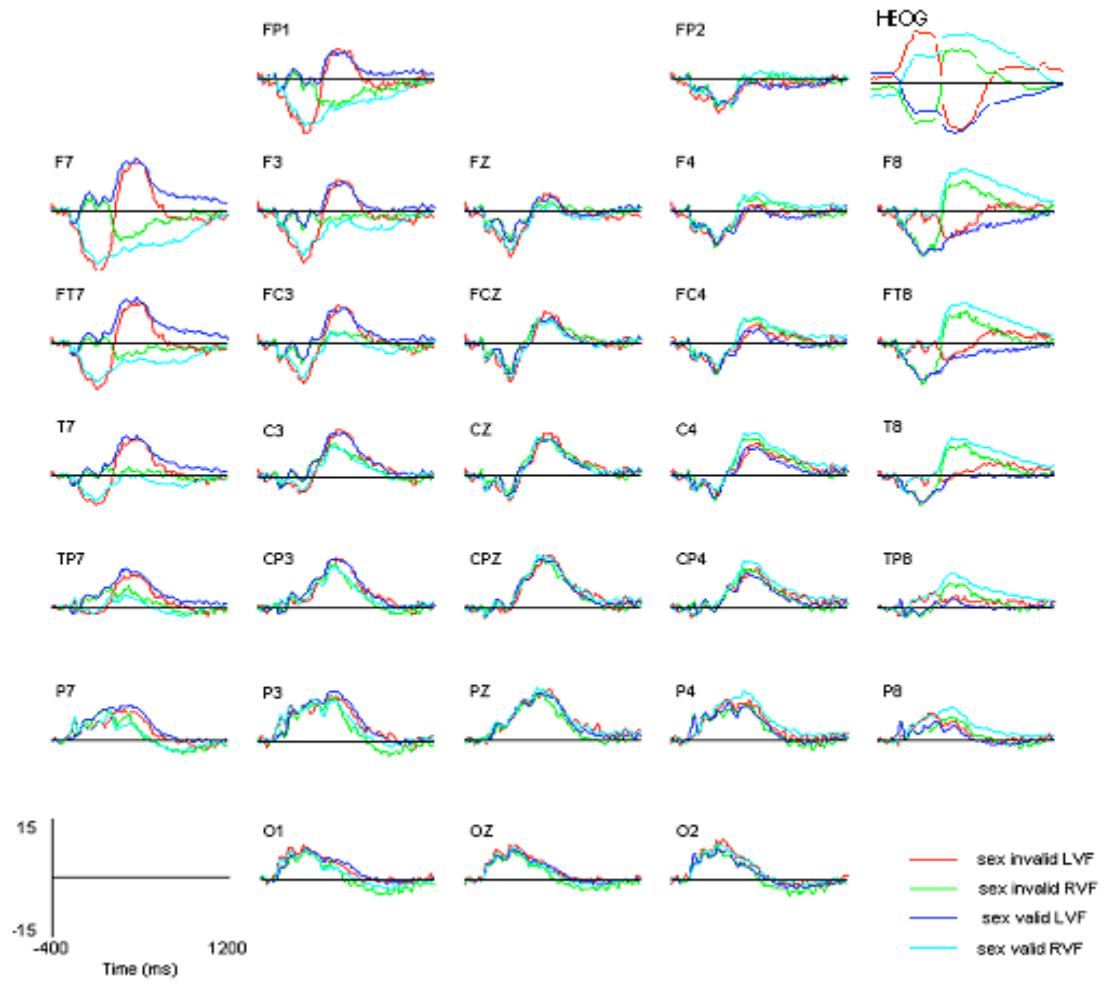 FP1
FP2
HEOG
F7
F3
FZ
F4
F8
FT7
FC3
FCZ
FC4
FT8
T7
C3
CZ
C4
T8
TP7
CP3
CPZ
CP4
TP8
P7
P3
PZ
P4
P8
15
-15
-400
1200
Time (ms)
O1
OZ
O2
sex invalid LVF
sex invalid RVF
sex valid LVF
sex valid RVF